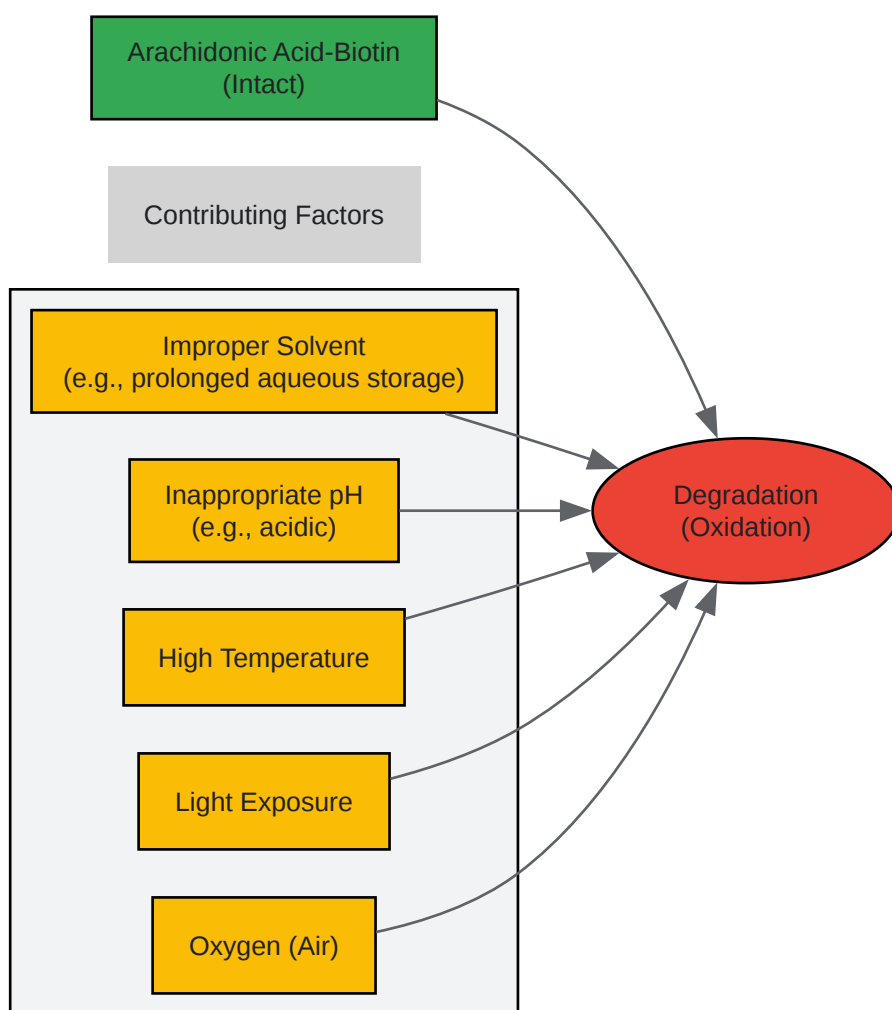 Arachidonic Acid-Biotin
(Intact)
Contributing Factors
Improper Solvent
(e.g., prolonged aqueous storage)
Inappropriate pH
(e.g., acidic)
Degradation
(Oxidation)
High Temperature
Light Exposure
Oxygen (Air)